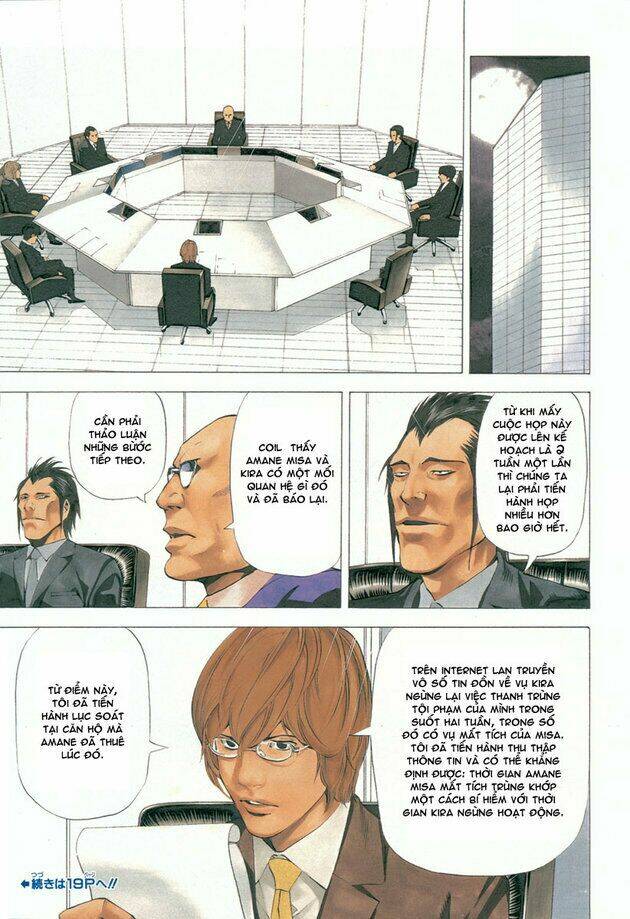 TỪ KHI MẤY
CUỘC HỌP NÀY
ĐƯỢC LÊN KẾ
HOẠCH LÀ 2
TUẦN MỘT LẦN
THÌ CHÚNG TA
LẠI PHẢI TIẾN
HÀNH HỌP
NHIỀU HƠN
BAO GIỜ HẾT.
COIL THẤY
AMANE MISA VÀ
KIRA CÓ MỘT MỐI
QUAN HỆ GÌ ĐÓ
VÀ ĐÃ BÁO LẠI.
CẦN PHẢI
THẢO LUẬN
NHỮNG BƯỚC
TIẾP THEO.
TRÊN INTERNET LAN TRUYỀN
VÔ SỐ TIN ĐỒN VỀ VỤ KIRA
NGỪNG LẠI VIỆC THANH TRỪNG
TỘI PHẠM CỦA MÌNH TRONG
SUỐT HAI TUẦN, TRONG SỐ
ĐÓ CÓ VỤ MẤT TÍCH CỦA MISA.
TÔI ĐÃ TIẾN HÀNH THU THẬP
THÔNG TIN VÀ CÓ THỂ KHẲNG
ĐỊNH ĐƯỢC: THỜI GIAN AMANE
MISA MẤT TÍCH TRÙNG KHỚP
MỘT CÁCH BÍ HIỂM VỚI THỜI
GIAN KIRA NGỪNG HOẠT ĐỘNG.
TỪ ĐIỂM NÀY,
TÔI ĐÃ TIẾN
HÀNH LỤC SOÁT
TẠI CĂN HỘ MÀ
AMANE ĐÃ THUÊ
LÚC ĐÓ.
←続きは19Pへ!!